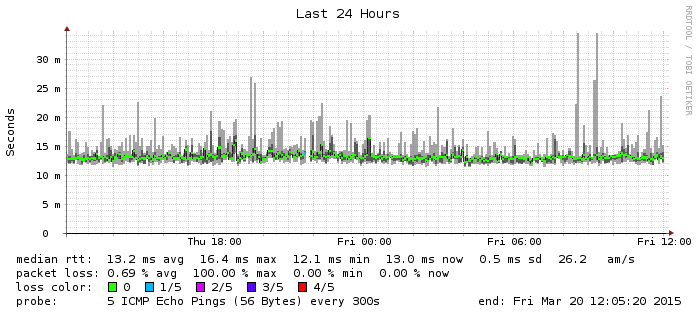 Last 24 Hours
RRDTOOL / TOBI OETIKER
Seconds
30 m
25 m
20 m
15 m
10 m
5 m
0
Thu 18:00 Fri 00:00 Fri 06:00 Fri 12:00
median rtt: 13.2 ms avg 16.4 ms max 12.1 ms min 13.0 ms now 0.5 ms sd 26.2 am/s
packet loss: 0.69 % avg 100.00 % max 0.00 % min 0.00 % now
loss color: 0 1/5 2/5 3/5 4/5
probe: 5 ICMP Echo Pings (56 Bytes) every 300s end: Fri Mar 20 12:05:20 2015